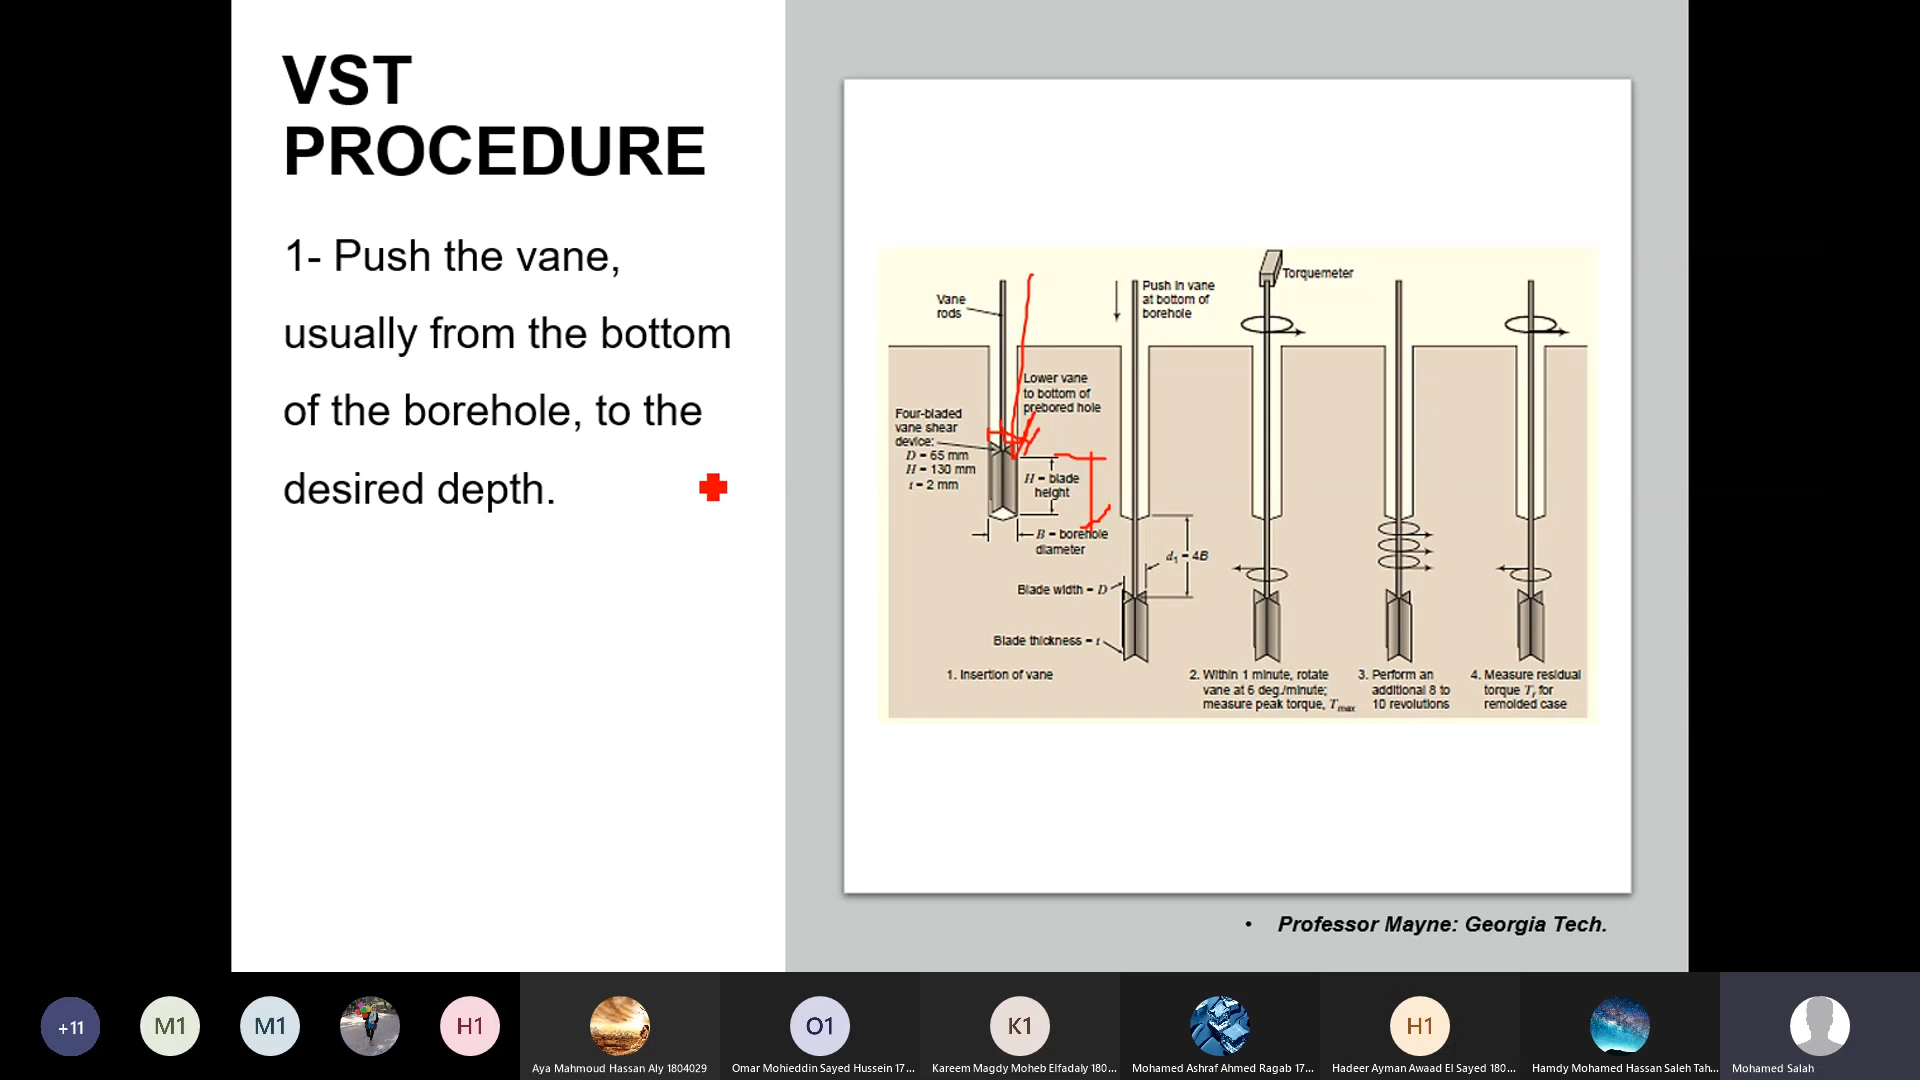 VST
PROCEDURE
1- Push the vane,
usually from the bottom
of the borehole, to the
desired depth.
Torquemeter
Vane
rods
Push in vane
at bottom of
borehole
Lower vane
to bottom of
prebored hole
Four-bladed
vane shear
device:
D = 65 mm
H = 130 mm
t = 2 mm
H = blade
height
B = borehole
diameter
d₁ = 4B
Blade width = D
Blade thickness = t
1. Insertion of vane
2. Within 1 minute, rotate
vane at 6 deg./minute;
measure peak torque, Tmax
3. Perform an
additional 8 to
10 revolutions
4. Measure residual
torque Tr for
remolded case
• Professor Mayne: Georgia Tech.
+11
M1
M1
H1
O1
K1
H1
Aya Mahmoud Hassan Aly 1804029
Omar Mohieddin Sayed Hussein 17...
Kareem Magdy Moheb Elfadaly 180...
Mohamed Ashraf Ahmed Ragab 17...
Hadeer Ayman Awaad El Sayed 180...
Hamdy Mohamed Hassan Saleh Tah...
Mohamed Salah